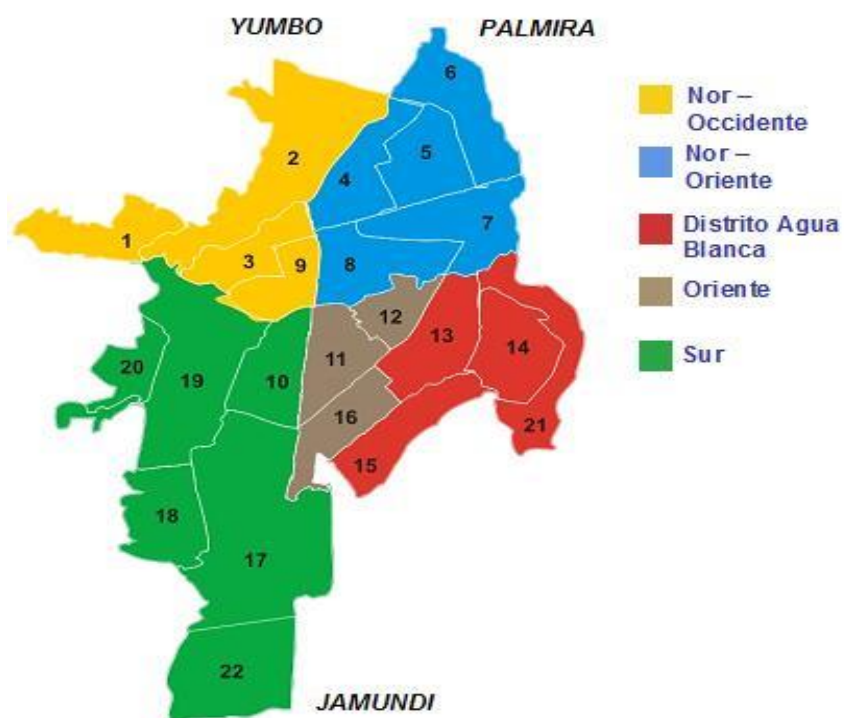 YUMBO PALMIRA
6
5
2
4
7
1
3
9
8
12
13
14
11
20
19
10
16
21
15
18
17
22
JAMUNDI
Nor –
Occidente
Nor –
Oriente
Distrito Agua
Blanca
Oriente
Sur